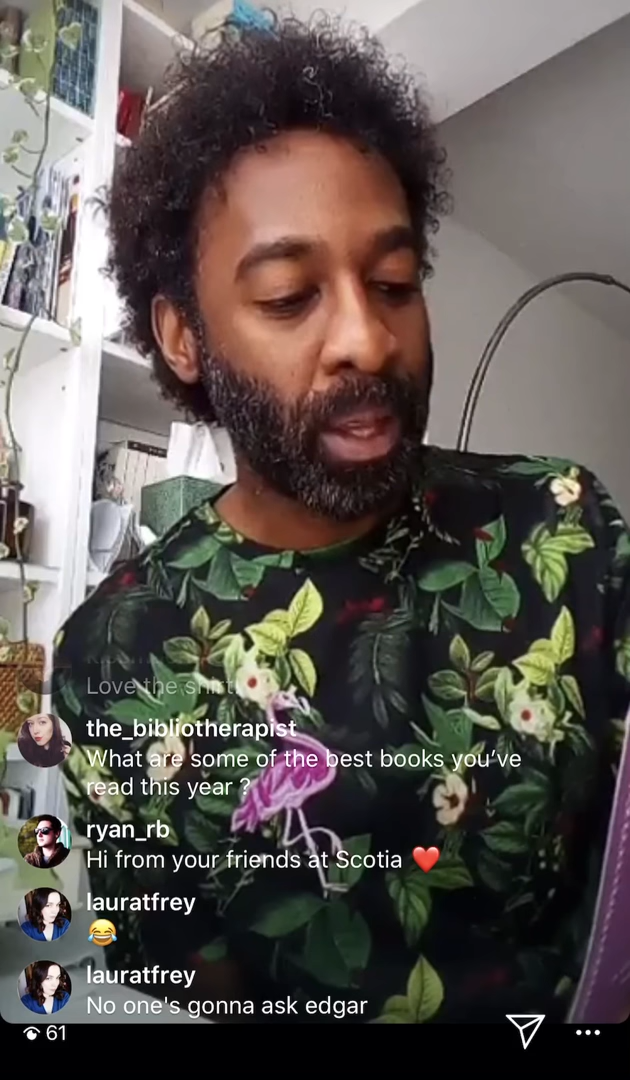 Love the shirt!
the_bibliotherapist
What are some of the best books you’ve
read this year ?
ryan_rb
Hi from your friends at Scotia ❤️
lauratfrey
😂
lauratfrey
No one's gonna ask edgar
61